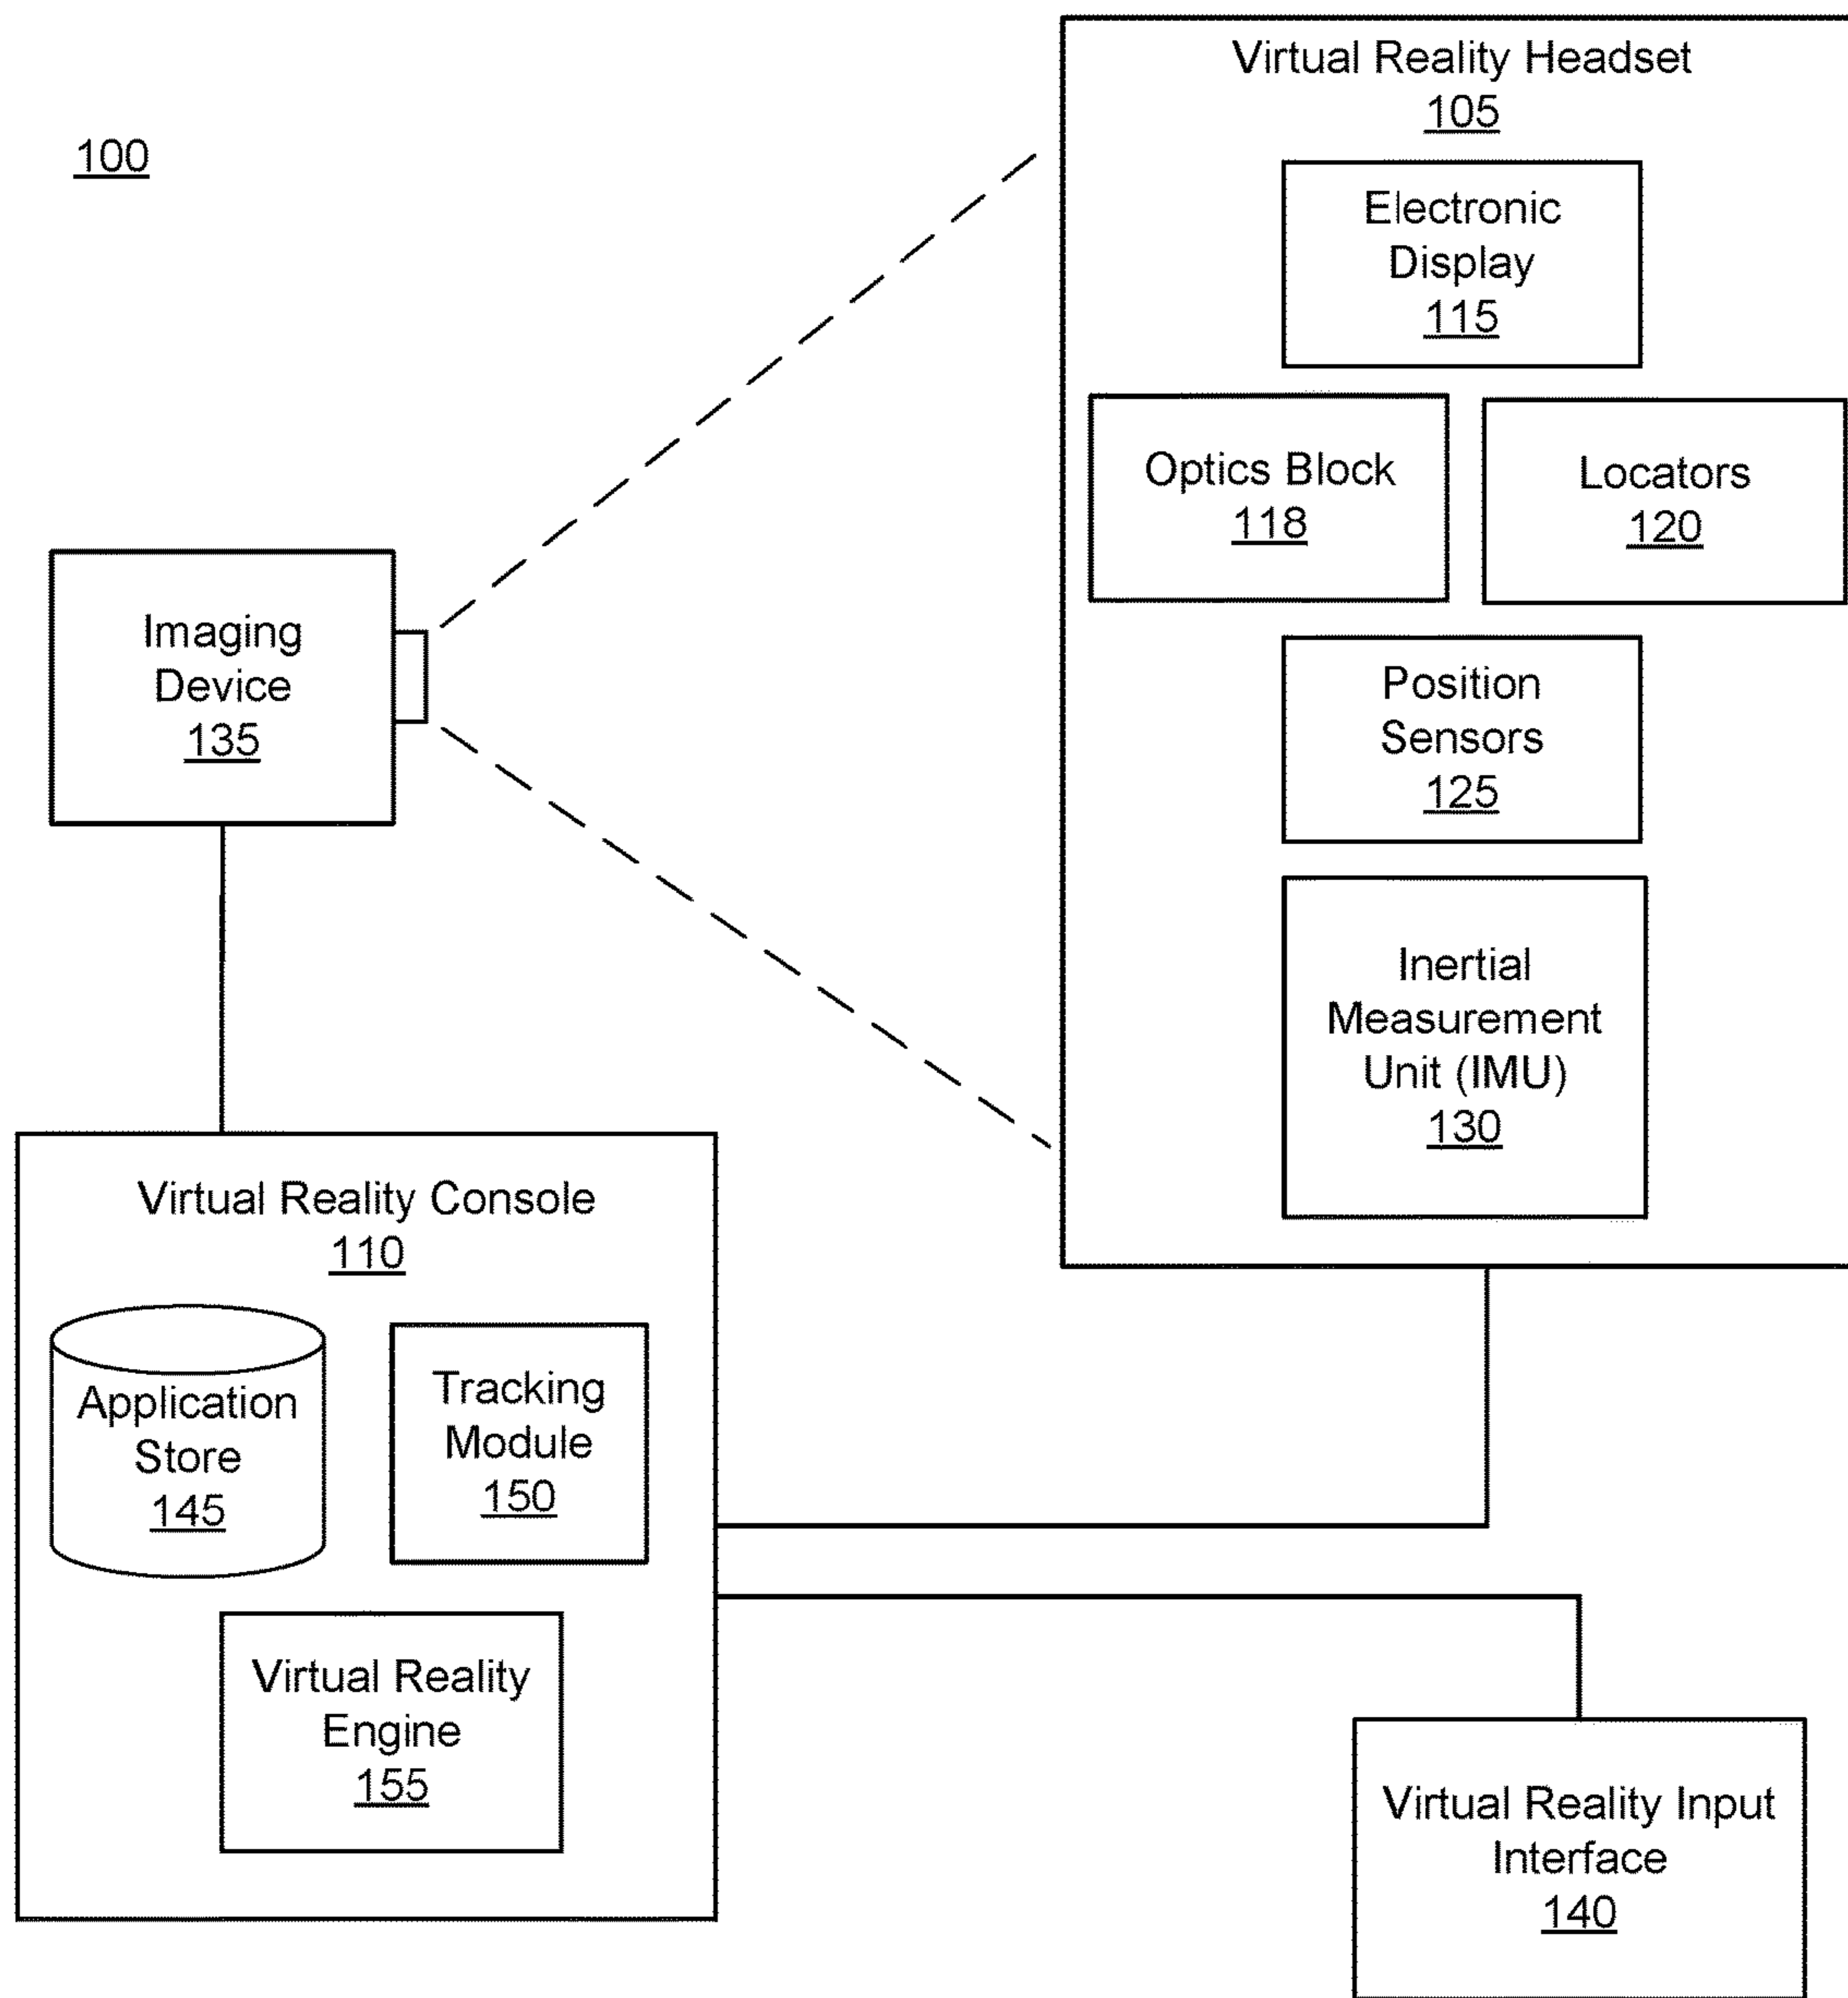 100
Virtual Reality Headset
105
Electronic
Display
115
Optics Block
118
Locators
120
Position
Sensors
125
Inertial
Measurement
Unit (IMU)
130
Imaging
Device
135
Virtual Reality Console
110
Application
Store
145
Tracking
Module
150
Virtual Reality
Engine
155
Virtual Reality Input
Interface
140